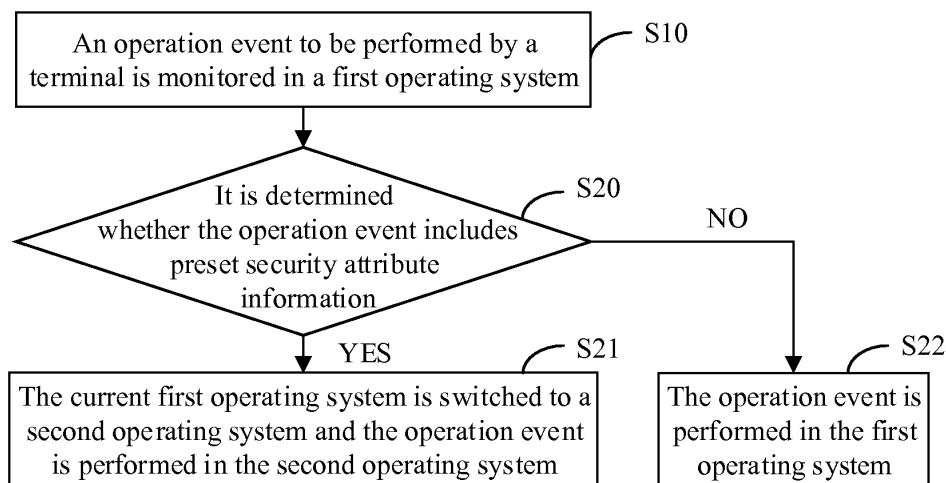 An operation event to be performed by a
terminal is monitored in a first operating system
S10
It is determined
whether the operation event includes
preset security attribute
information
S20
NO
YES
S21
The current first operating system is switched to a
second operating system and the operation event
is performed in the second operating system
S22
The operation event is
performed in the first
operating system